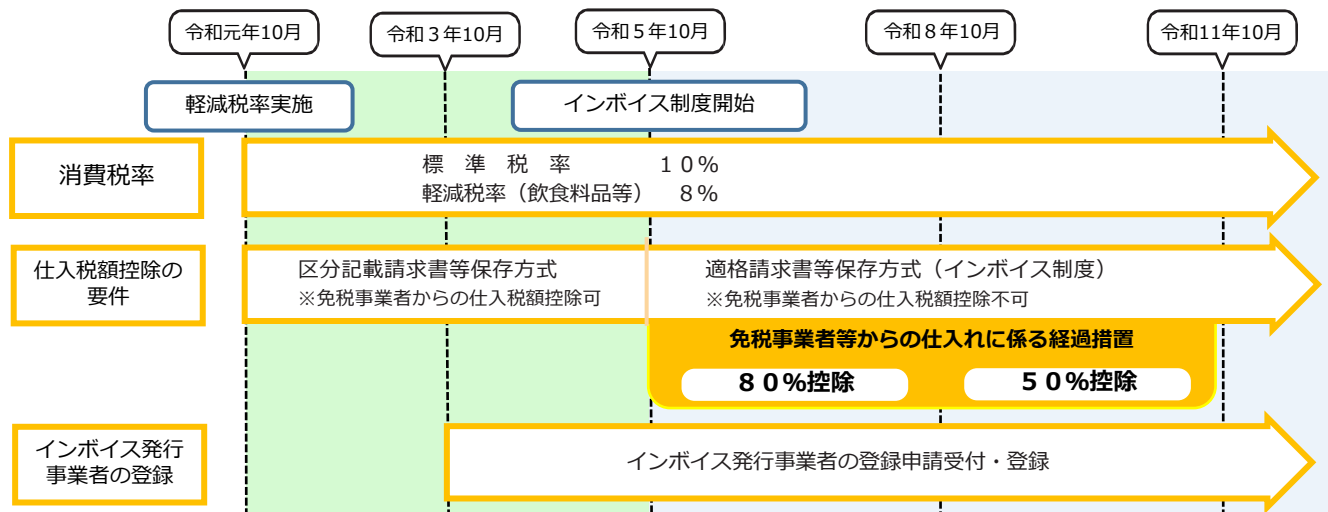 令和元年10月
令和３年10月
令和５年10月
令和８年10月
令和11年10月
軽減税率実施
インボイス制度開始
消費税率
標　準　税　率　　　　１０％
軽減税率（飲食料品等）　８％
仕入税額控除の
要件
区分記載請求書等保存方式
※免税事業者からの仕入税額控除可
適格請求書等保存方式（インボイス制度）
※免税事業者からの仕入税額控除不可
免税事業者等からの仕入れに係る経過措置
８０％控除
５０％控除
インボイス発行
事業者の登録
インボイス発行事業者の登録申請受付・登録